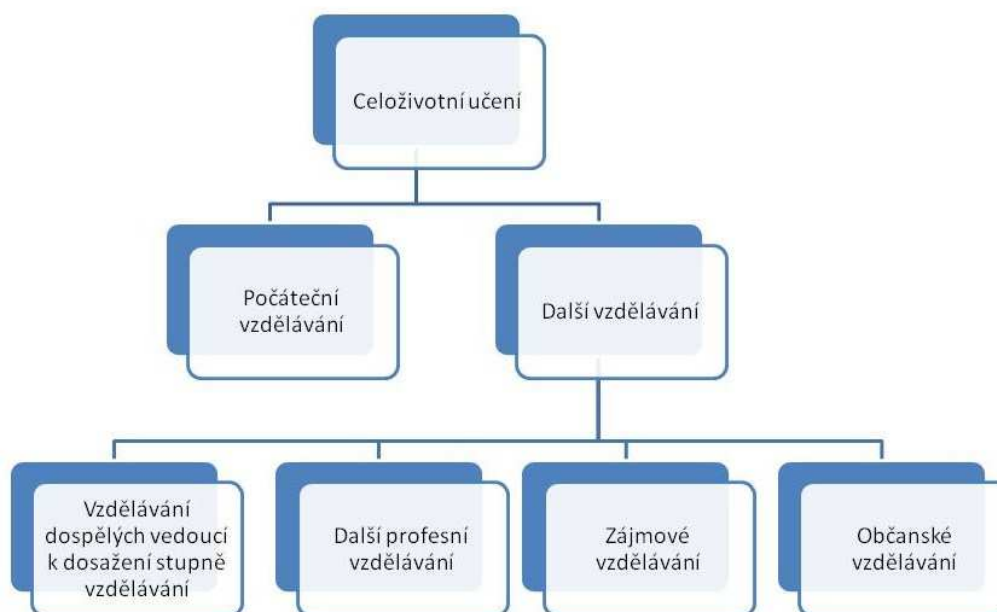 Celoživotní učení
Počáteční
vzdělávání
Další vzdělávání
Vzdělávání
dospělých vedoucí
k dosažení stupně
vzdělávání
Další profesní
vzdělávání
Zájmové
vzdělávání
Občanské
vzdělávání